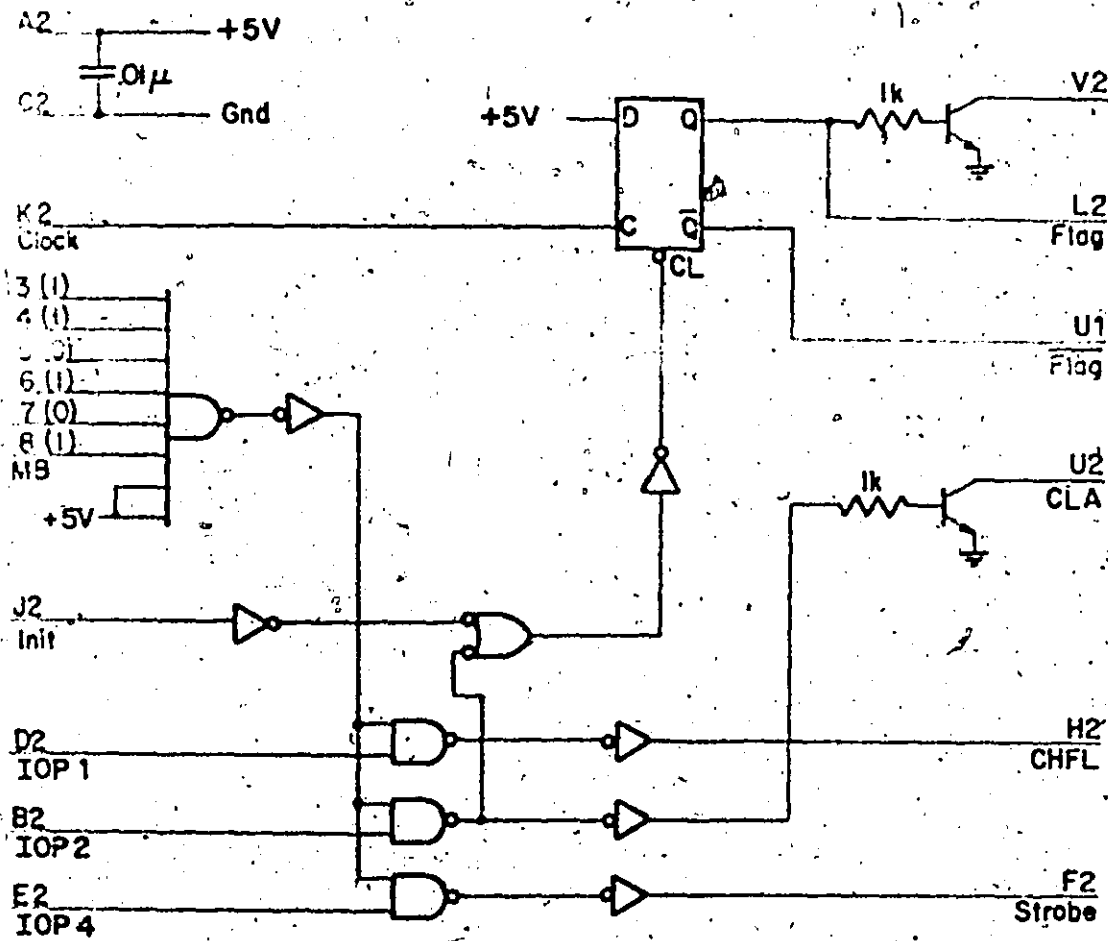 A2
+5V
.01μ
C2
Gnd
+5V
D
Q
1k
V2
K2
Clock
C
Q̅
CL
L2
Flag
3 (1)
4 (1)
6 (1)
7 (0)
8 (1)
MB
+5V
U1
F̅l̅a̅g̅
1k
U2
CLA
J2
Init
D2
IOP 1
H2
CHFL
B2
IOP 2
E2
IOP 4
F2
Strobe